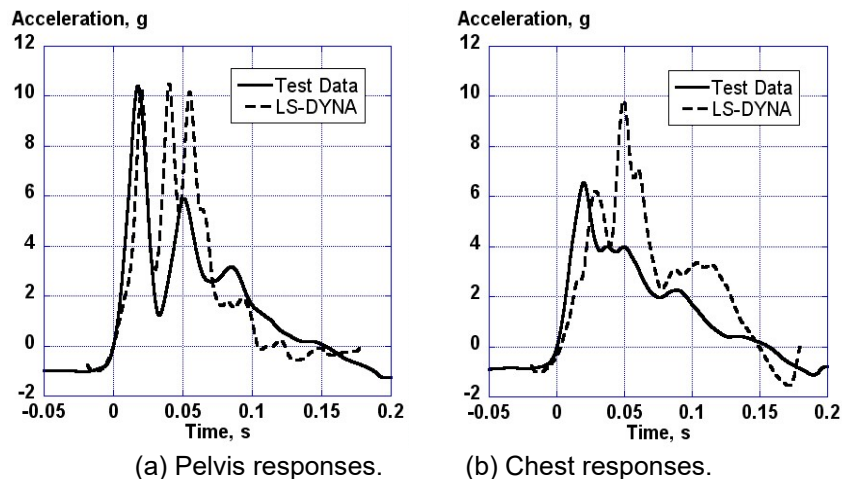 Acceleration, g
12
10
8
6
4
2
0
-2
-0.05 0 0.05 0.1 0.15 0.2
Time, s
Test Data
LS-DYNA
(a) Pelvis responses.
Acceleration, g
12
10
8
6
4
2
0
-2
-0.05 0 0.05 0.1 0.15 0.2
Time, s
Test Data
LS-DYNA
(b) Chest responses.